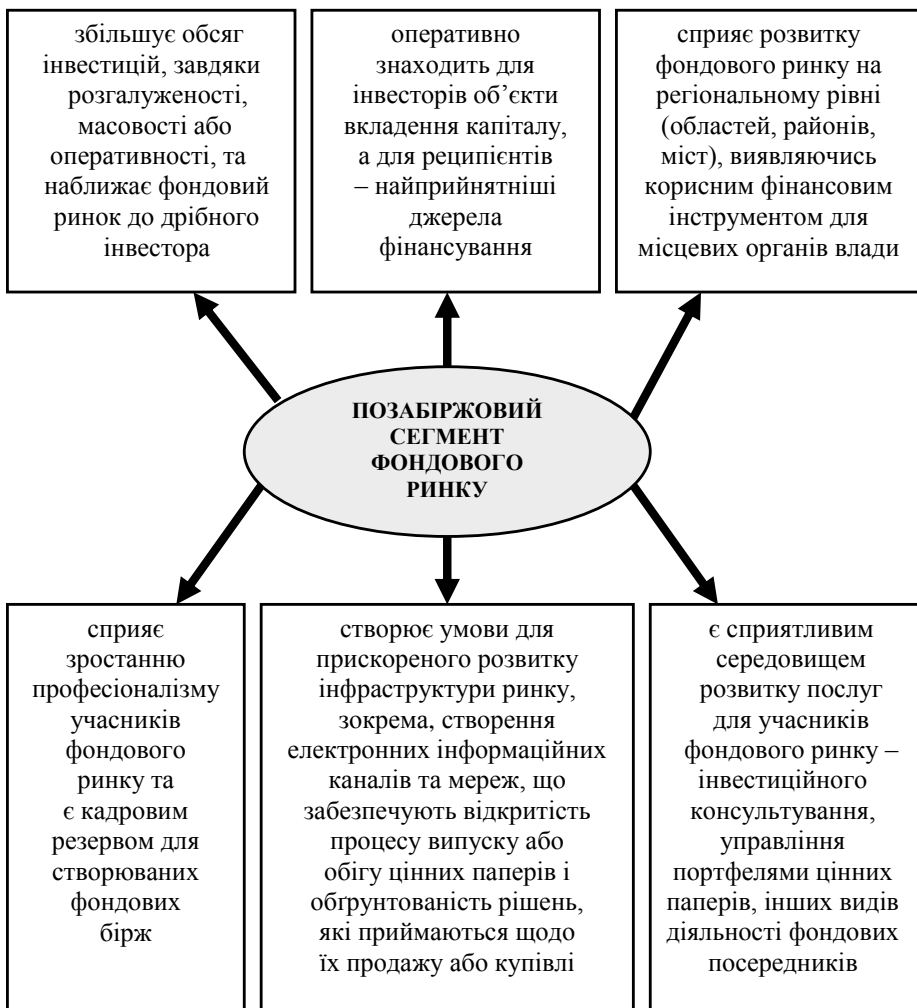 збільшує обсяг
інвестицій, завдяки
розгалуженості,
масовості або
оперативності, та
наближає фондовий
ринок до дрібного
інвестора
оперативно
знаходить для
інвесторів об’єкти
вкладення капіталу,
а для реципієнтів
– найприйнятніші
джерела
фінансування
сприяє розвитку
фондового ринку на
регіональному рівні
(областей, районів,
міст), виявляючись
корисним фінансовим
інструментом для
місцевих органів влади
ПОЗАБІРЖОВИЙ
СЕГМЕНТ
ФОНДОВОГО
РИНКУ
сприяє
зростанню
професіоналізму
учасників
фондового
ринку та
є кадровим
резервом для
створюваних
фондових
бірж
створює умови для
прискореного розвитку
інфраструктури ринку,
зокрема, створення
електронних інформаційних
каналів та мереж, що
забезпечують відкритість
процесу випуску або
обігу цінних паперів і
обґрунтованість рішень,
які приймаються щодо
їх продажу або купівлі
є сприятливим
середовищем
розвитку послуг
для учасників
фондового ринку –
інвестиційного
консультування,
управління
портфелями цінних
паперів, інших видів
діяльності фондових
посередників